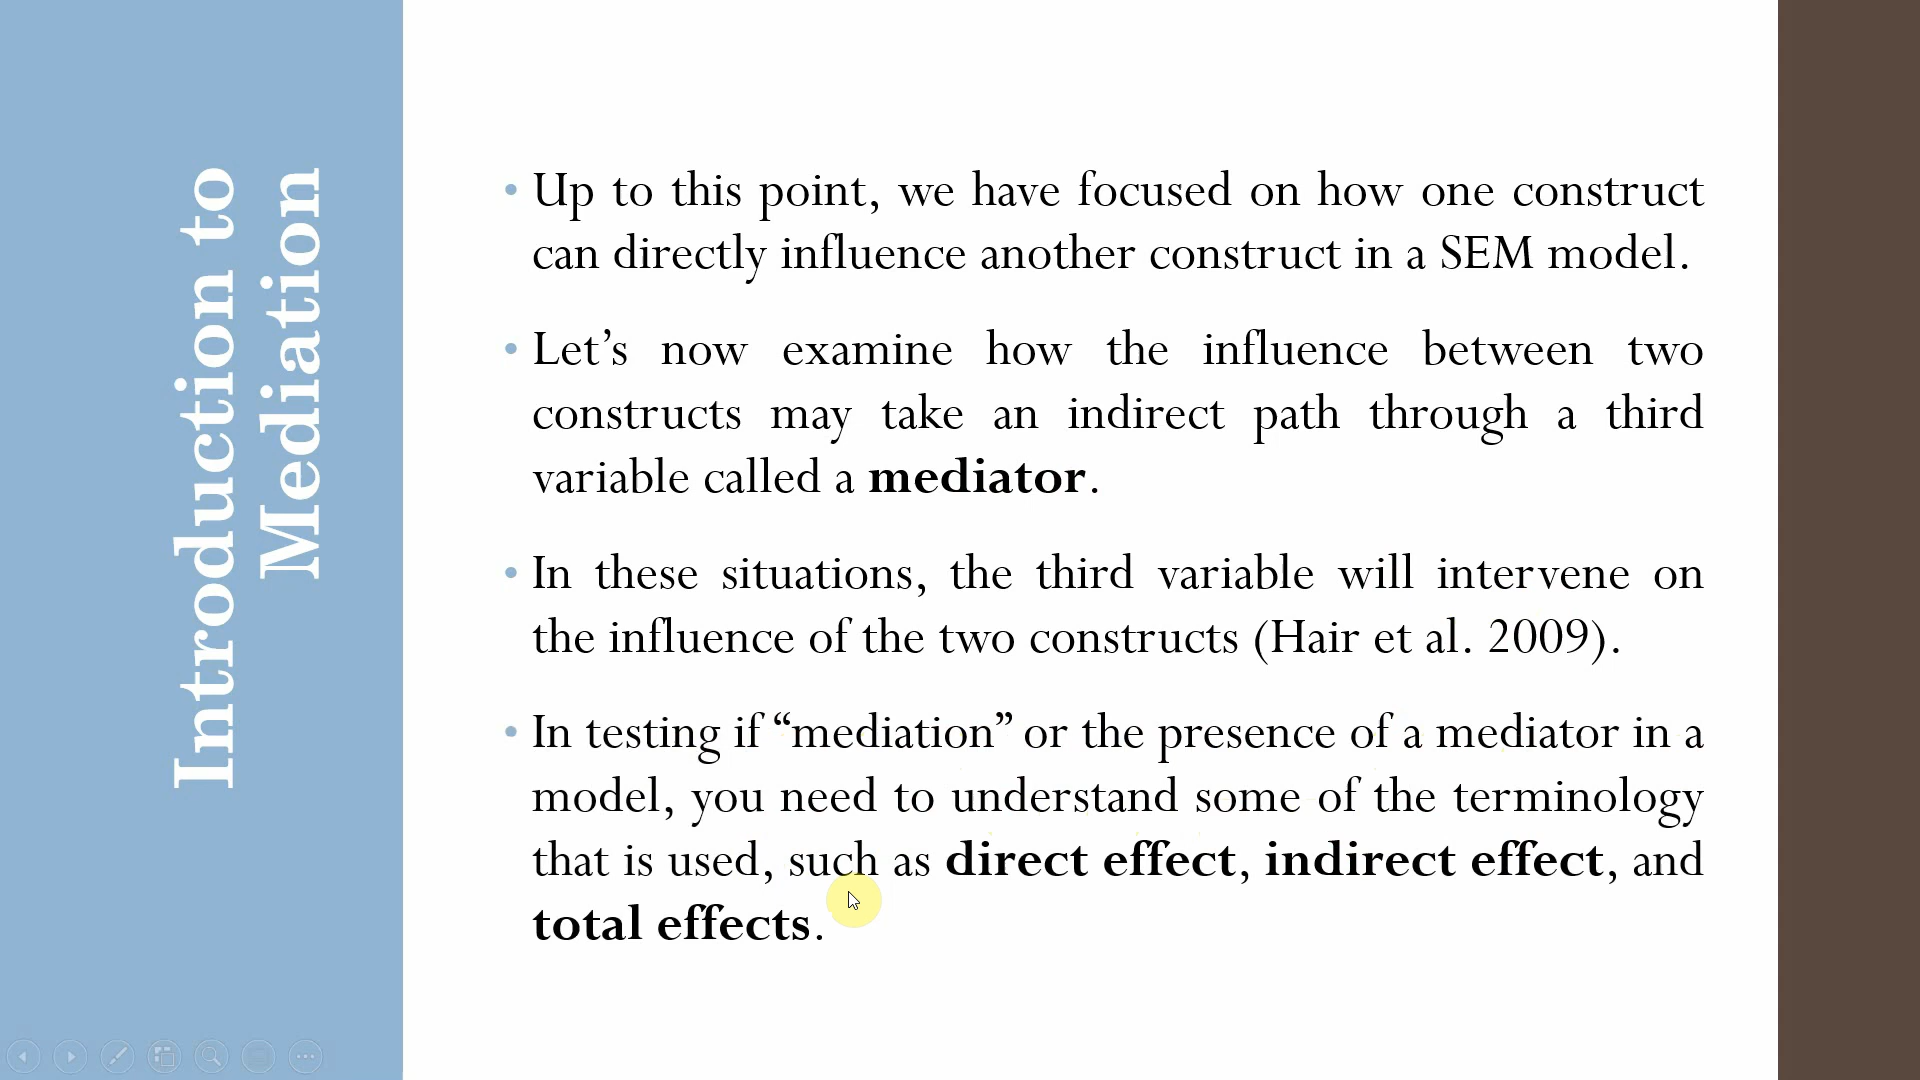 Introduction to
Mediation
• Up to this point, we have focused on how one construct
can directly influence another construct in a SEM model.
• Let’s now examine how the influence between two
constructs may take an indirect path through a third
variable called a mediator.
• In these situations, the third variable will intervene on
the influence of the two constructs (Hair et al. 2009).
• In testing if “mediation” or the presence of a mediator in a
model, you need to understand some of the terminology
that is used, such as direct effect, indirect effect, and
total effects.